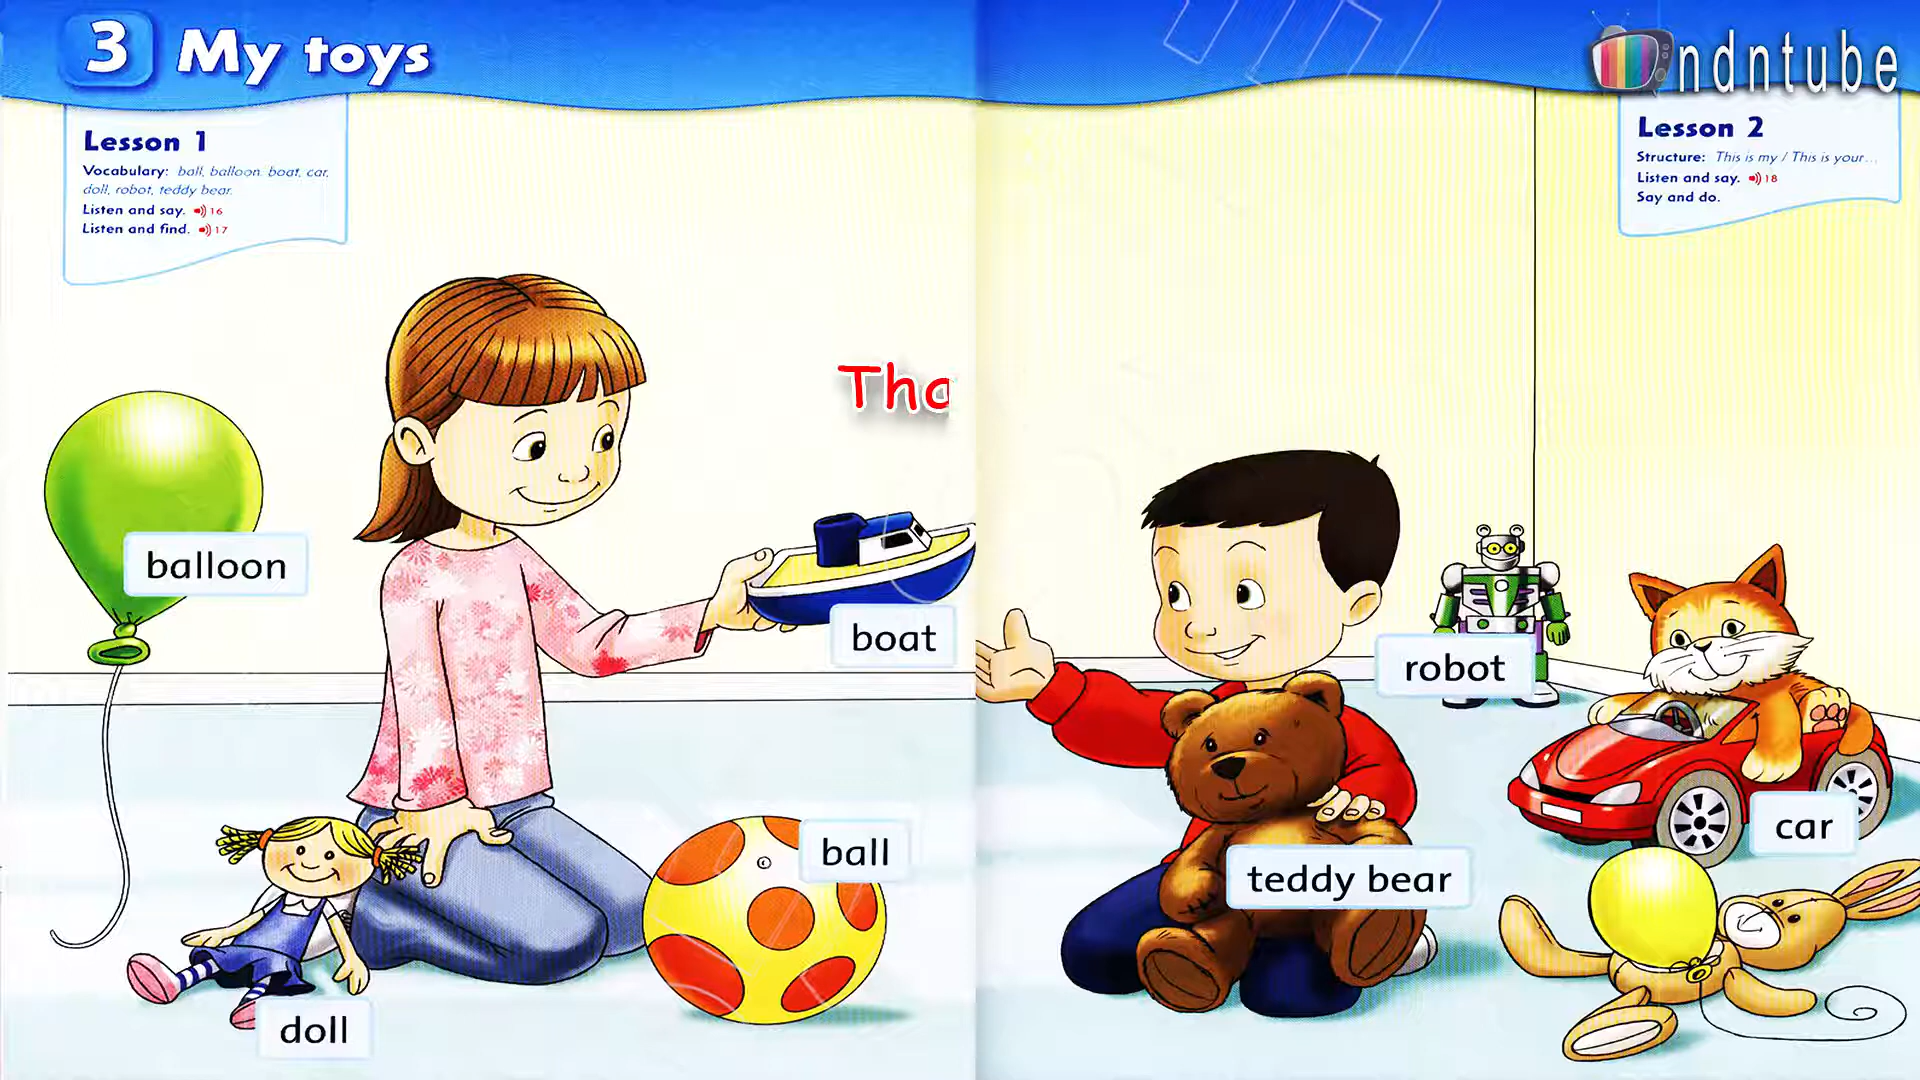 3 My toys
ndntube
Lesson 1
Vocabulary: ball, balloon, boat, car,
doll, robot, teddy bear.
Listen and say. 16
Listen and find. 17
Lesson 2
Structure: This is my / This is your...
Listen and say. 18
Say and do.
Tha
balloon
boat
robot
car
ball
teddy bear
doll